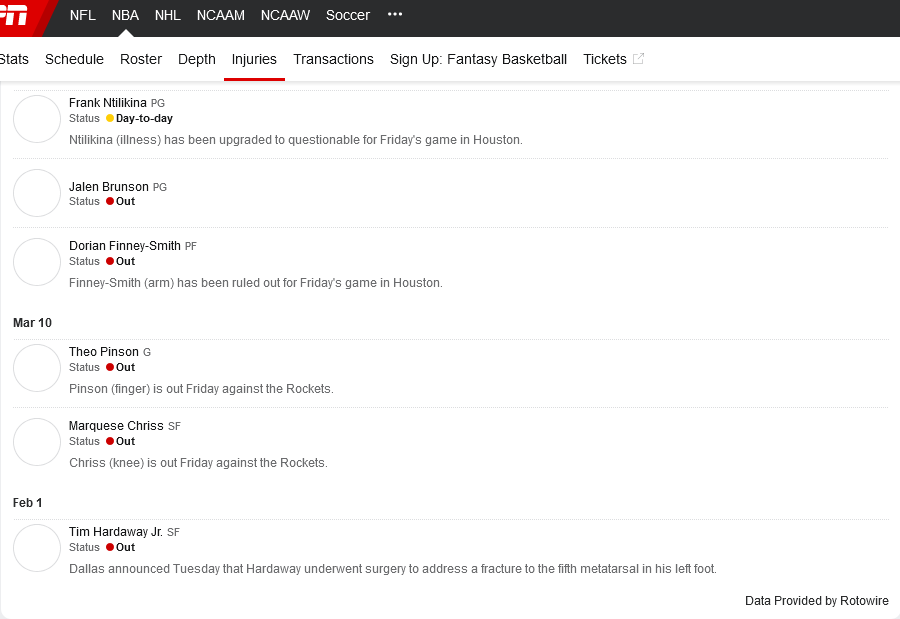 NFL NBA NHL NCAAM NCAAW Soccer •••
Stats Schedule Roster Depth Injuries Transactions Sign Up: Fantasy Basketball Tickets
Frank Ntilikina PG
Status Day-to-day
Ntilikina (illness) has been upgraded to questionable for Friday's game in Houston.
Jalen Brunson PG
Status Out
Dorian Finney-Smith PF
Status Out
Finney-Smith (arm) has been ruled out for Friday's game in Houston.
Mar 10
Theo Pinson G
Status Out
Pinson (finger) is out Friday against the Rockets.
Marquese Chriss SF
Status Out
Chriss (knee) is out Friday against the Rockets.
Feb 1
Tim Hardaway Jr. SF
Status Out
Dallas announced Tuesday that Hardaway underwent surgery to address a fracture to the fifth metatarsal in his left foot.
Data Provided by Rotowire